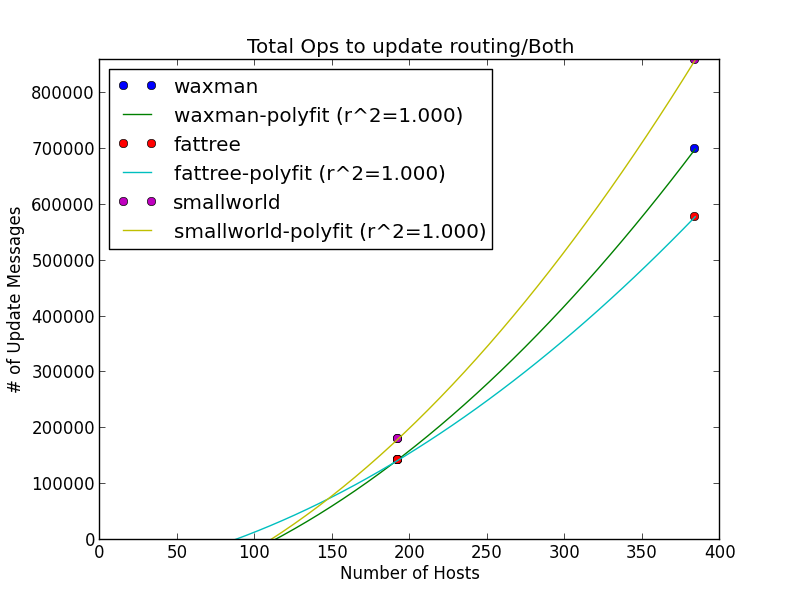 Total Ops to update routing/Both
# of Update Messages
800000
700000
600000
500000
400000
300000
200000
100000
0
waxman
waxman-polyfit (r^2=1.000)
fattree
fattree-polyfit (r^2=1.000)
smallworld
smallworld-polyfit (r^2=1.000)
0 50 100 150 200 250 300 350 400
Number of Hosts